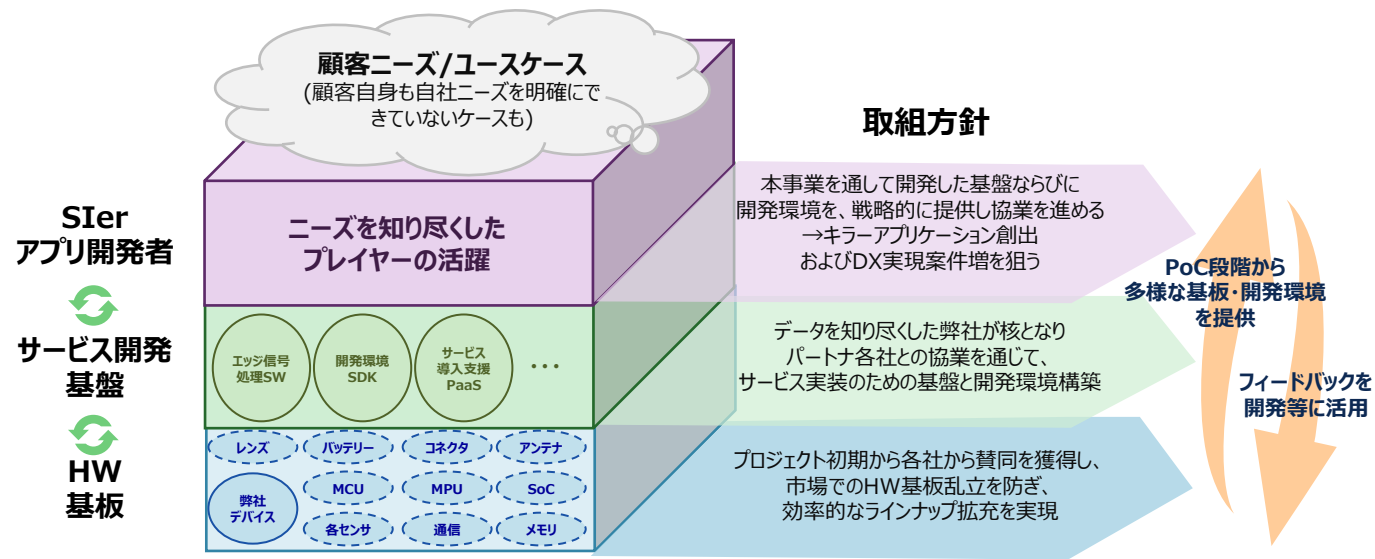 顧客ニーズ/ユースケース
(顧客自身も自社ニーズを明確にで
きていないケースも)
取組方針
SIer
アプリ開発者
ニーズを知り尽くした
プレイヤーの活躍
本事業を通して開発した基盤ならびに
開発環境を、戦略的に提供し協業を進める
→キラーアプリケーション創出
およびDX実現案件増を狙う
サービス開発
基盤
エッジ信号
処理SW
開発環境
SDK
サービス
導入支援
PaaS
・・・
データを知り尽くした弊社が核となり
パートナ各社との協業を通じて、
サービス実装のための基盤と開発環境構築
HW
基板
レンズ
バッテリー
コネクタ
アンテナ
弊社
デバイス
MCU
MPU
SoC
各センサ
通信
メモリ
プロジェクト初期から各社から賛同を獲得し、
市場でのHW基板乱立を防ぎ、
効率的なラインナップ拡充を実現
PoC段階から
多様な基板・開発環境
を提供
フィードバックを
開発等に活用